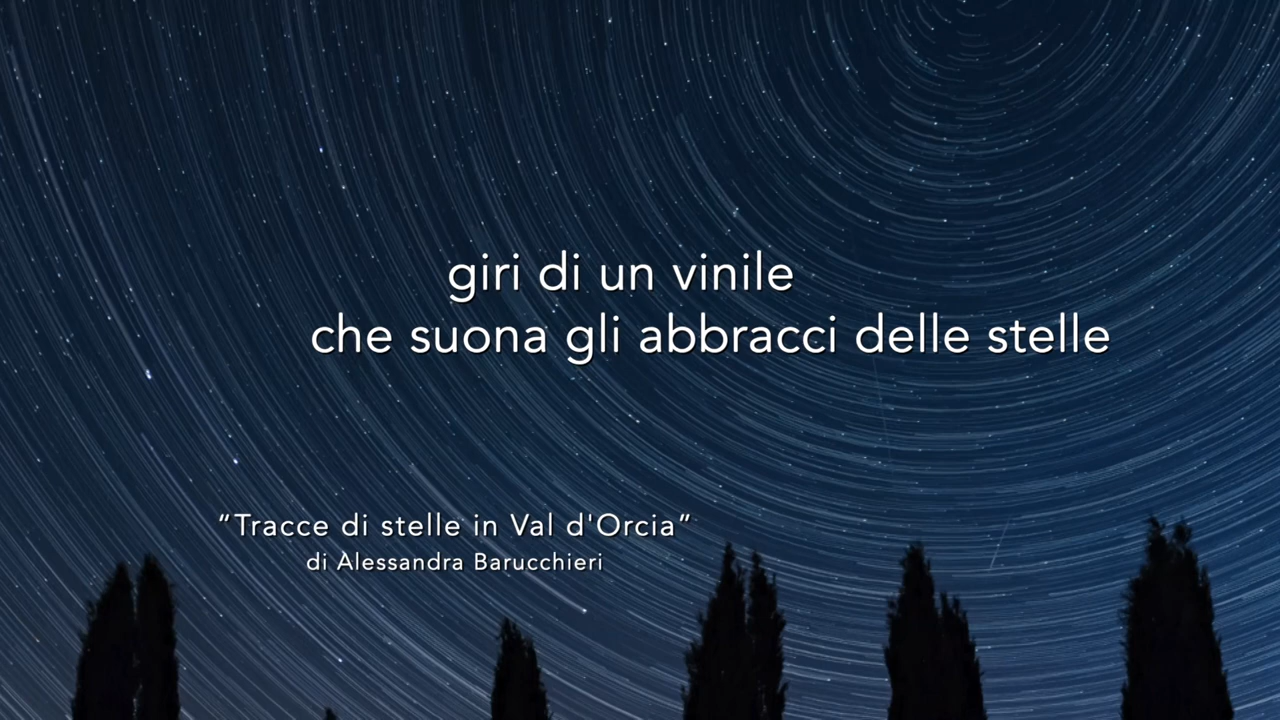 giri di un vinile
che suona gli abbracci delle stelle
“Tracce di stelle in Val d'Orcia”
di Alessandra Barucchieri